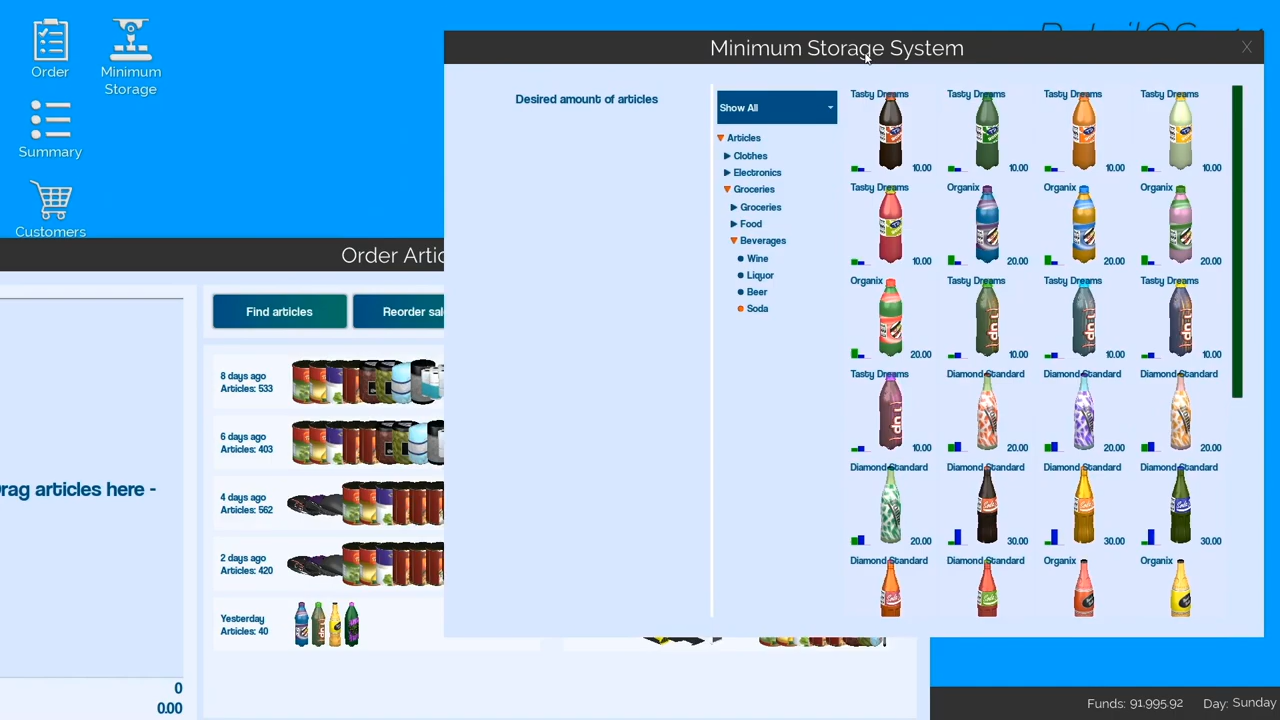 Order
Minimum
Storage
Summary
Customers
Minimum Storage System
X
Desired amount of articles
Show All
Articles
Clothes
Electronics
Groceries
Groceries
Food
Beverages
Wine
Liquor
Beer
Soda
Tasty Dreams
Tasty Dreams
Tasty Dreams
Tasty Dreams
10.00
10.00
10.00
10.00
Tasty Dreams
Organix
Organix
Organix
10.00
20.00
20.00
20.00
Organix
Tasty Dreams
Tasty Dreams
Tasty Dreams
20.00
10.00
10.00
10.00
Tasty Dreams
Diamond Standard
Diamond Standard
Diamond Standard
10.00
20.00
20.00
20.00
Diamond Standard
Diamond Standard
Diamond Standard
Diamond Standard
20.00
30.00
30.00
30.00
Diamond Standard
Diamond Standard
Organix
Organix
Order Artic
Find articles
Reorder sal
8 days ago
Articles: 533
6 days ago
Articles: 403
4 days ago
Articles: 562
2 days ago
Articles: 420
Yesterday
Articles: 40
rag articles here -
0
0.00
Funds: 91,995.92
Day: Sunday